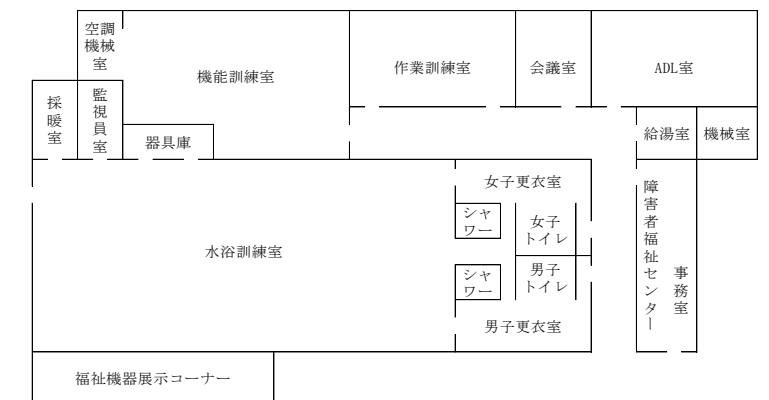 空調
機械
室
機能訓練室
作業訓練室
会議室
ADL室
採暖室
監視員室
器具庫
給湯室
機械室
女子更衣室
シャ
ワー
女子
トイレ
水浴訓練室
シャ
ワー
男子
トイレ
男子更衣室
障害者福祉センター
事務室
福祉機器展示コーナー